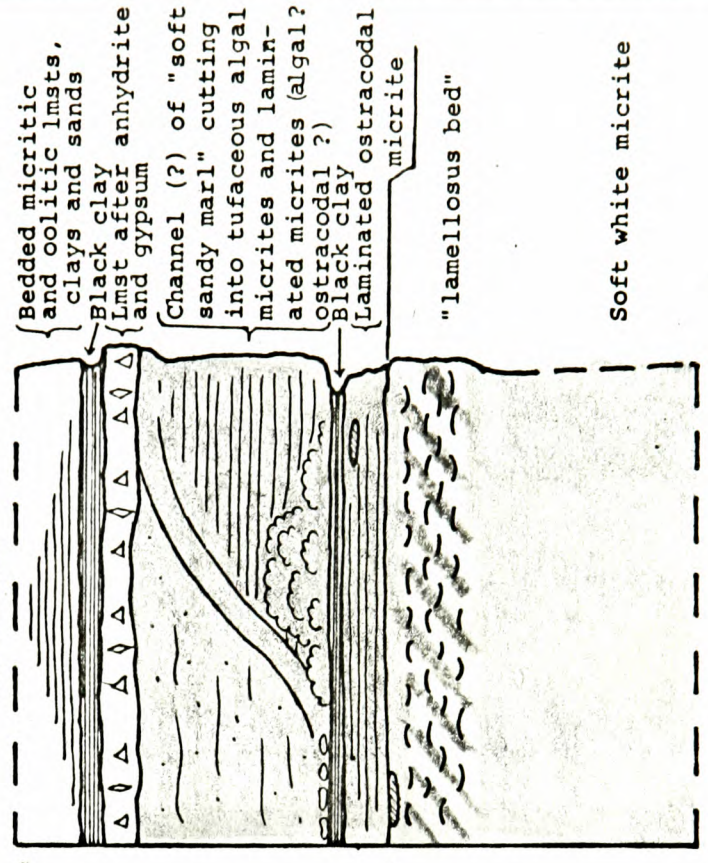 Bedded micritic
and oolitic lmsts,
clays and sands
Black clay
Lmst after anhydrite
and gypsum
Channel (?) of "soft
sandy marl" cutting
into tufaceous algal
micrites and lamin-
ated micrites (algal?
ostracodal ?)
Black clay
Laminated ostracodal
micrite
"lamellosus bed"
Soft white micrite